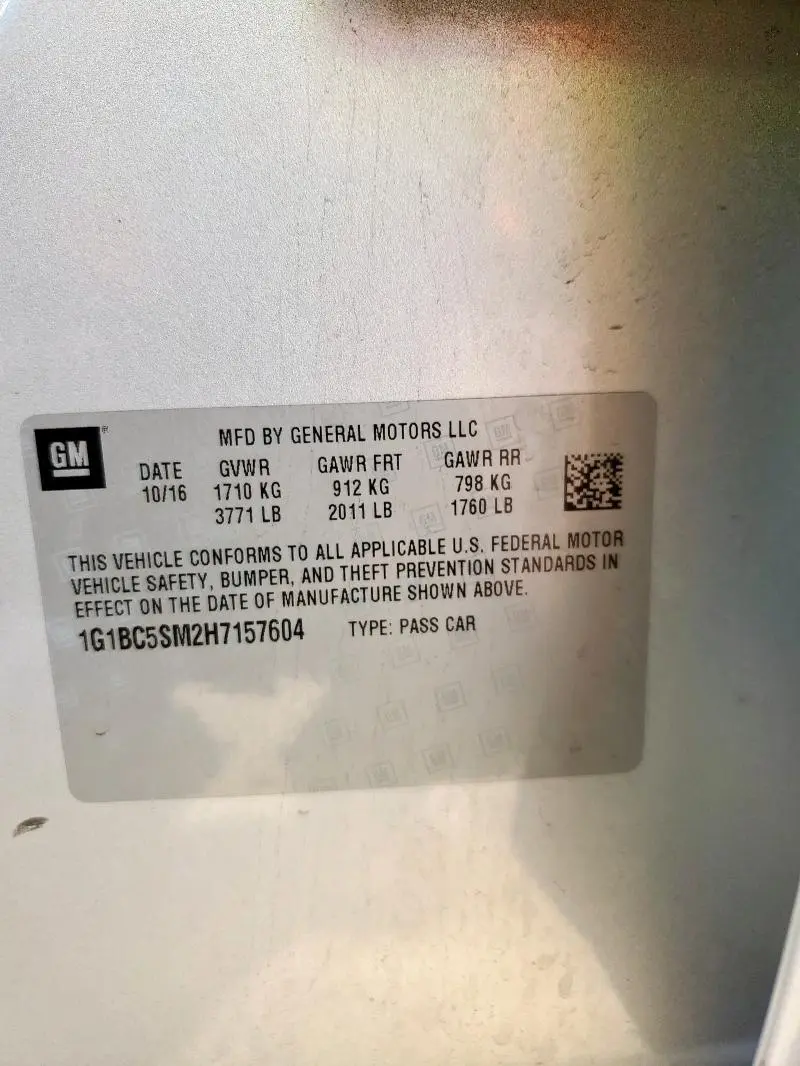 GM®
MFD BY GENERAL MOTORS LLC
DATE GVWR GAWR FRT GAWR RR
10/16 1710 KG 912 KG 798 KG
3771 LB 2011 LB 1760 LB
THIS VEHICLE CONFORMS TO ALL APPLICABLE U.S. FEDERAL MOTOR
VEHICLE SAFETY, BUMPER, AND THEFT PREVENTION STANDARDS IN
EFFECT ON THE DATE OF MANUFACTURE SHOWN ABOVE.
1G1BC5SM2H7157604 TYPE: PASS CAR